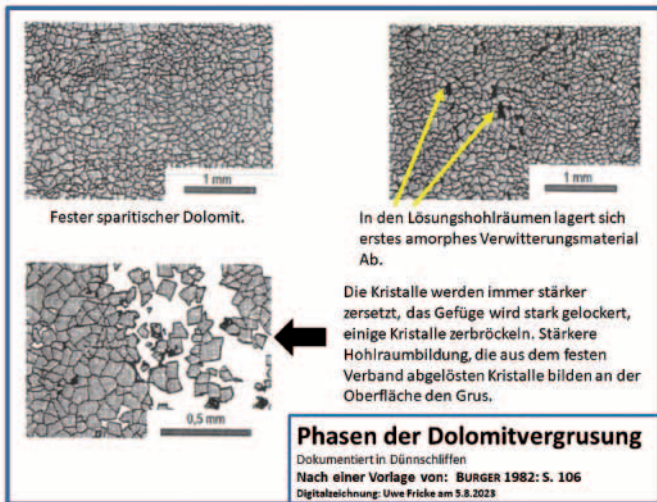 1 mm
1 mm
Fester sparitischer Dolomit.
In den Lösungshohlräumen lagert sich
erstes amorphes Verwitterungsmaterial
Ab.
Die Kristalle werden immer stärker
zersetzt, das Gefüge wird stark gelockert,
einige Kristalle zerbröckeln. Stärkere
Hohlraumbildung, die aus dem festen
Verband abgelösten Kristalle bilden an der
Oberfläche den Grus.
0,5 mm
Phasen der Dolomitvergrusung
Dokumentiert in Dünnschliffen
Nach einer Vorlage von: BURGER 1982: S. 106
Digitalzeichnung: Uwe Fricke am 5.8.2023